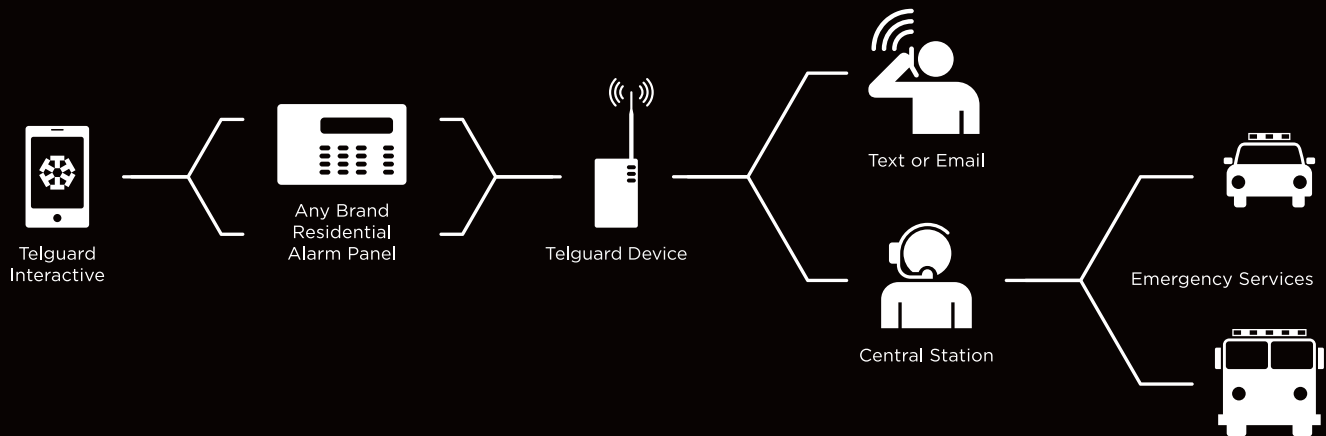 Telguard
Interactive
Any Brand
Residential
Alarm Panel
Telguard Device
Text or Email
Central Station
Emergency Services